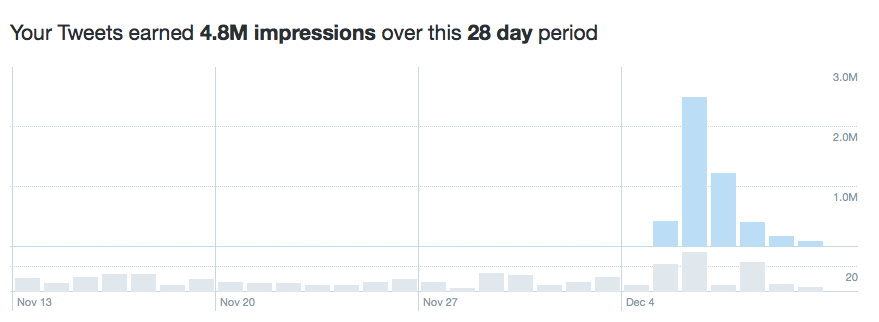 Your Tweets earned 4.8M impressions over this 28 day period
3.0M
2.0M
1.0M
20
Nov 13 Nov 20 Nov 27 Dec 4